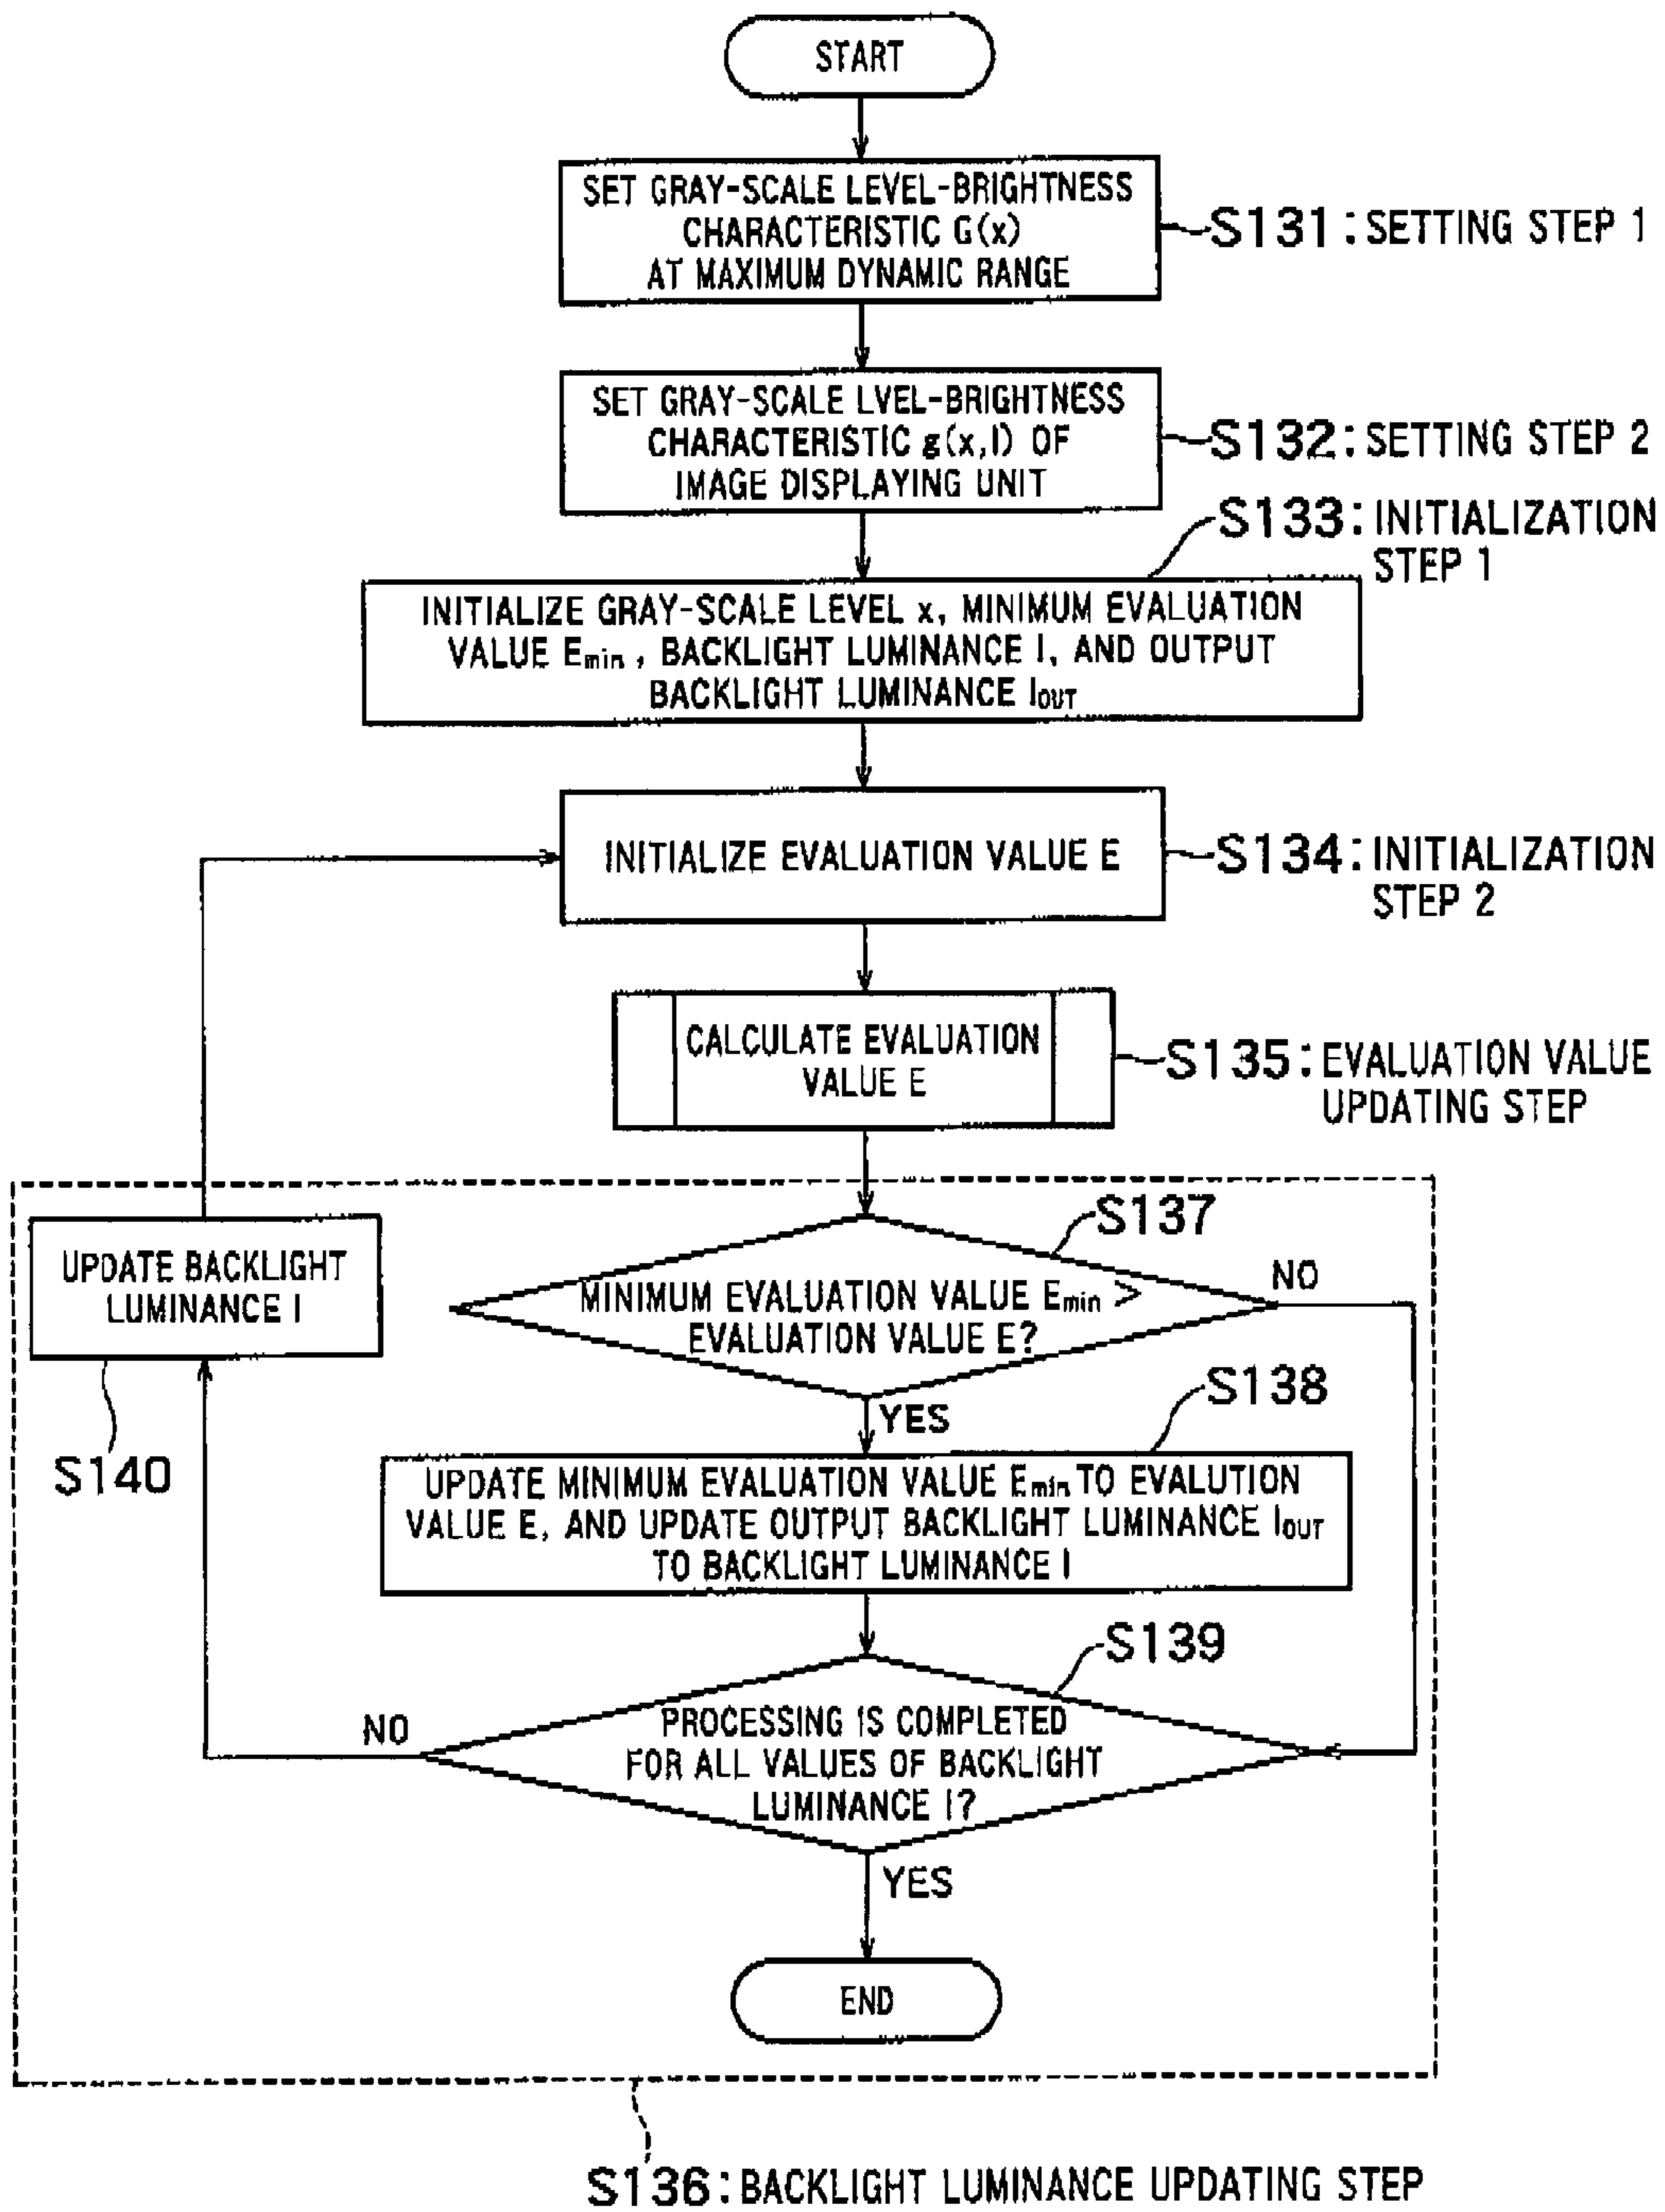 START
SET GRAY-SCALE LEVEL-BRIGHTNESS
CHARACTERISTIC G(x)
AT MAXIMUM DYNAMIC RANGE
S131: SETTING STEP 1
SET GRAY-SCALE LVEL-BRIGHTNESS
CHARACTERISTIC g(x,I) OF
IMAGE DISPLAYING UNIT
S132: SETTING STEP 2
S133: INITIALIZATION
STEP 1
INITIALIZE GRAY-SCALE LEVEL x, MINIMUM EVALUATION
VALUE Emin, BACKLIGHT LUMINANCE I, AND OUTPUT
BACKLIGHT LUMINANCE IOUT
INITIALIZE EVALUATION VALUE E
S134: INITIALIZATION
STEP 2
CALCULATE EVALUATION
VALUE E
S135: EVALUATION VALUE
UPDATING STEP
S137
UPDATE BACKLIGHT
LUMINANCE I
S140
MINIMUM EVALUATION VALUE Emin >
EVALUATION VALUE E?
NO
YES
S138
UPDATE MINIMUM EVALUATION VALUE Emin TO EVALUTION
VALUE E, AND UPDATE OUTPUT BACKLIGHT LUMINANCE IOUT
TO BACKLIGHT LUMINANCE I
S139
NO
PROCESSING IS COMPLETED
FOR ALL VALUES OF BACKLIGHT
LUMINANCE I?
YES
END
S136: BACKLIGHT LUMINANCE UPDATING STEP